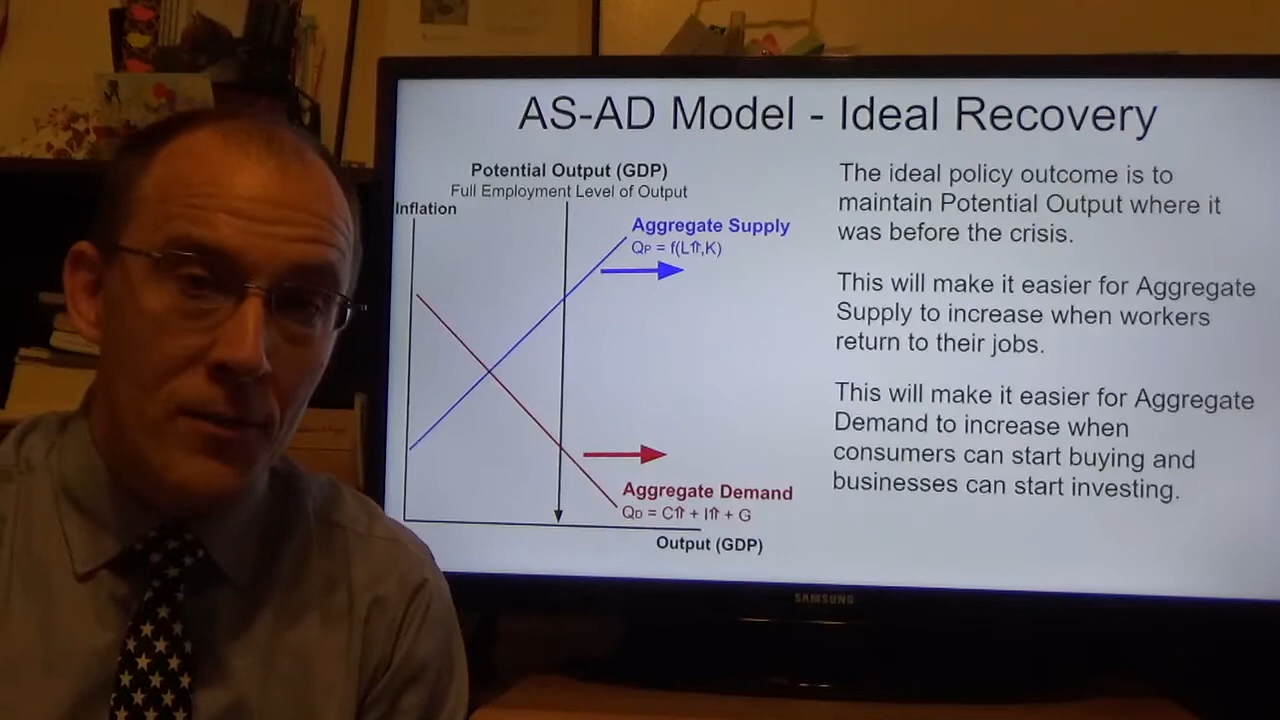 AS-AD Model - Ideal Recovery
Potential Output (GDP)
Full Employment Level of Output
Inflation
Aggregate Supply
QP = f(L⇑,K)
Aggregate Demand
QD = C⇑ + I⇑ + G
Output (GDP)
The ideal policy outcome is to
maintain Potential Output where it
was before the crisis.
This will make it easier for Aggregate
Supply to increase when workers
return to their jobs.
This will make it easier for Aggregate
Demand to increase when
consumers can start buying and
businesses can start investing.
SAMSUNG